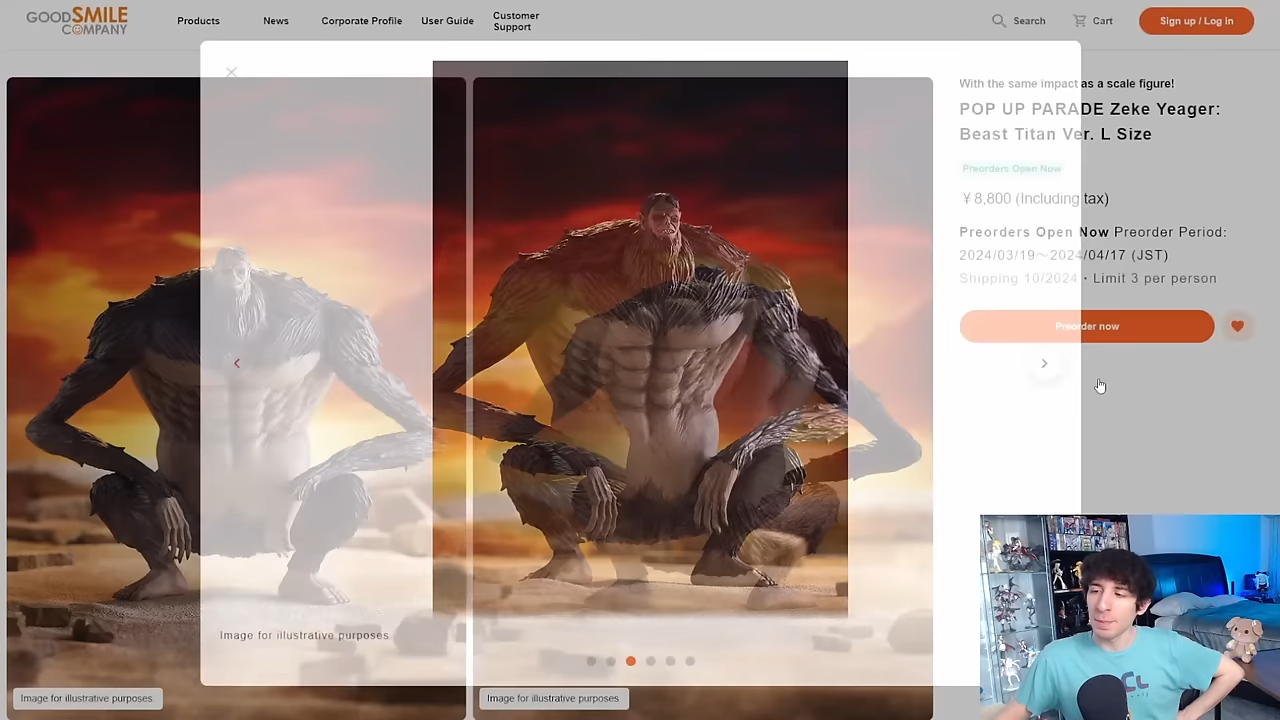 GOODSMILE
COMPANY
Products
News
Corporate Profile
User Guide
Customer
Support
Search
Cart
Sign up / Log in
With the same impact as a scale figure!
POP UP PARADE Zeke Yeager:
Beast Titan Ver. L Size
Preorders Open Now
¥8,800 (Including tax)
Preorders Open Now Preorder Period:
2024/03/19～2024/04/17 (JST)
Shipping 10/2024・Limit 3 per person
Preorder now
Image for illustrative purposes
Image for illustrative purposes
Image for illustrative purposes